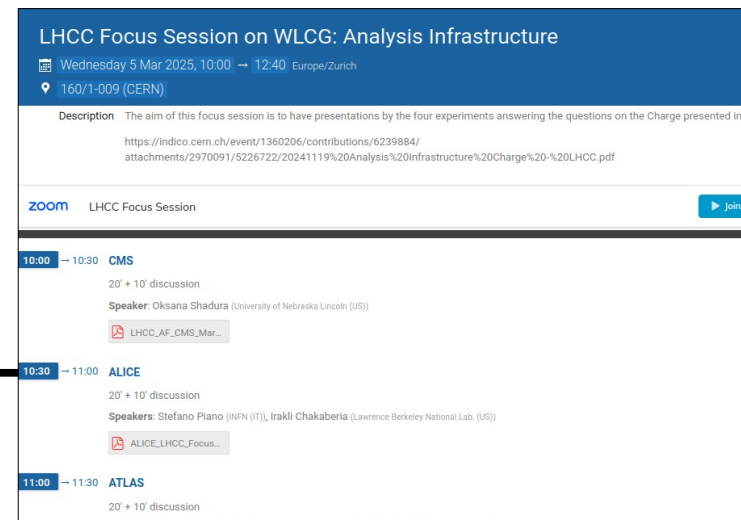 LHCC Focus Session on WLCG: Analysis Infrastructure
Wednesday 5 Mar 2025, 10:00 → 12:40 Europe/Zurich
160/1-009 (CERN)
Description The aim of this focus session is to have presentations by the four experiments answering the questions on the Charge presented in
https://indico.cern.ch/event/1360206/contributions/6239884/
attachments/2970091/5226722/20241119%20Analysis%20Infrastructure%20Charge%20-%20LHCC.pdf
zoom LHCC Focus Session Join
10:00 → 10:30 CMS
20' + 10' discussion
Speaker: Oksana Shadura (University of Nebraska Lincoln (US))
LHCC_AF_CMS_Mar...
10:30 → 11:00 ALICE
20' + 10' discussion
Speakers: Stefano Piano (INFN (IT)), Irakli Chakaberia (Lawrence Berkeley National Lab. (US))
ALICE_LHCC_Focus...
11:00 → 11:30 ATLAS
20' + 10' discussion